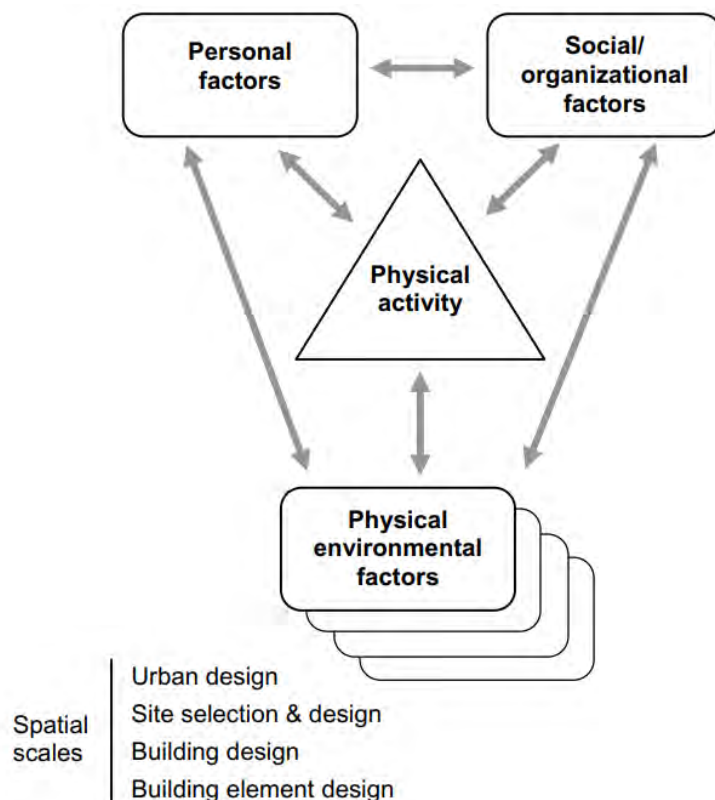 Personal
factors
Social/
organizational
factors
Physical
activity
Physical
environmental
factors
Spatial
scales
Urban design
Site selection & design
Building design
Building element design